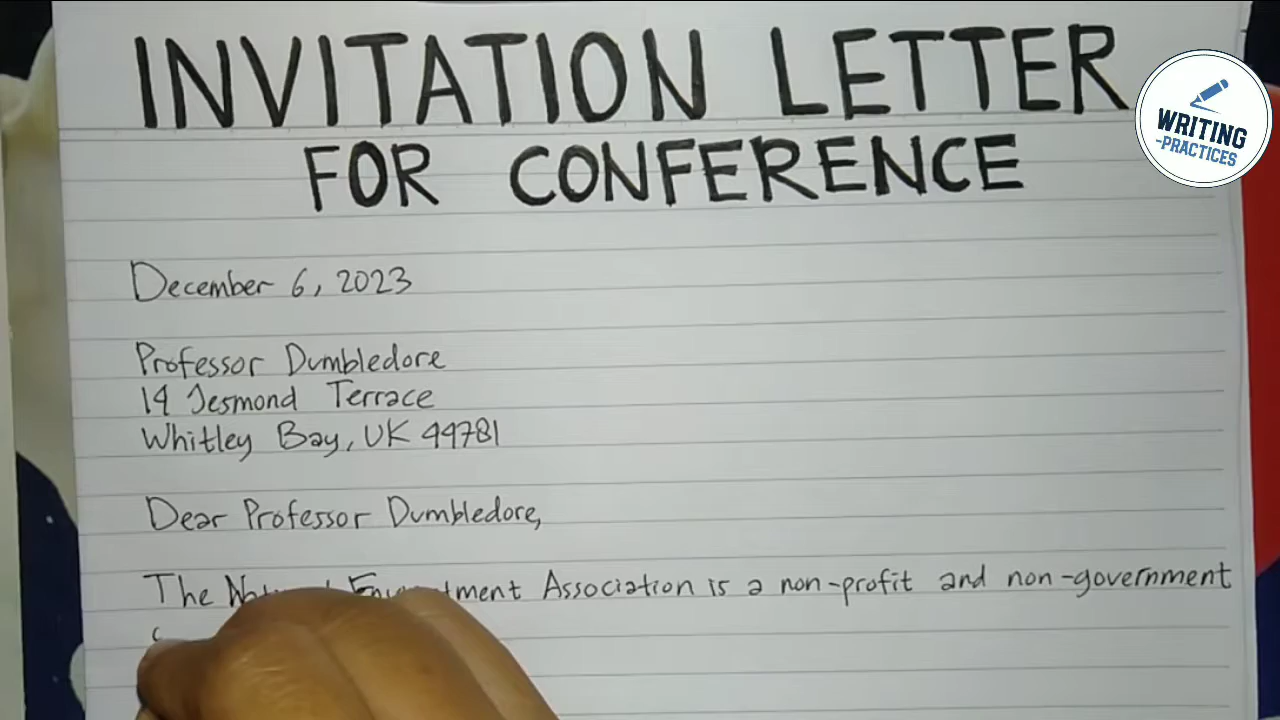 INVITATION LETTER
FOR CONFERENCE
WRITING
-PRACTICES
December 6, 2023
Professor Dumbledore
14 Jesmond Terrace
Whitley Bay, UK 44781
Dear Professor Dumbledore,
The Association is a non-profit and non-government